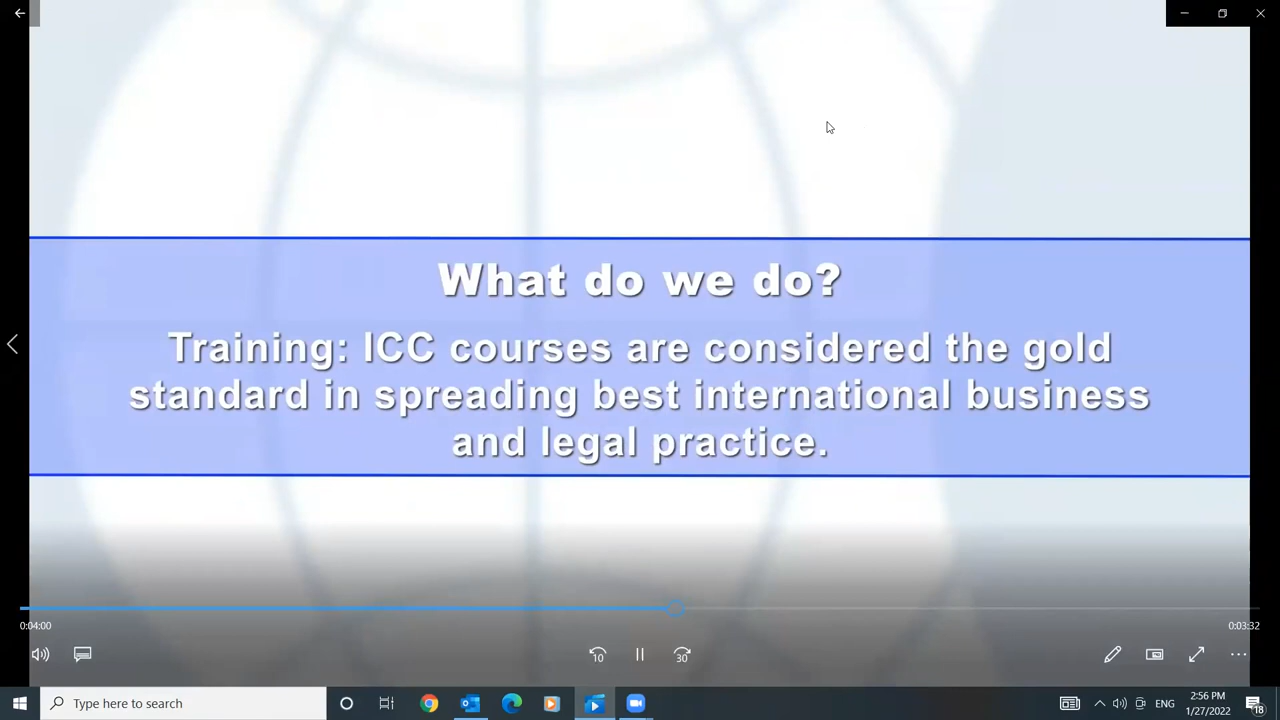 What do we do?
Training: ICC courses are considered the gold
standard in spreading best international business
and legal practice.
0:04:00
0:03:32
10
30
Type here to search
ENG
2:56 PM
1/27/2022
18